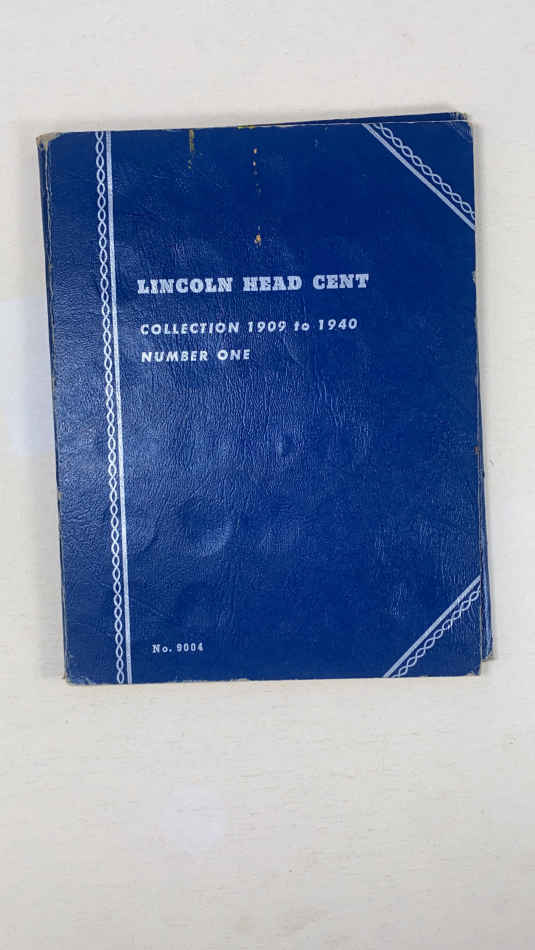 LINCOLN HEAD CENT
COLLECTION 1909 to 1940
NUMBER ONE
No. 9004